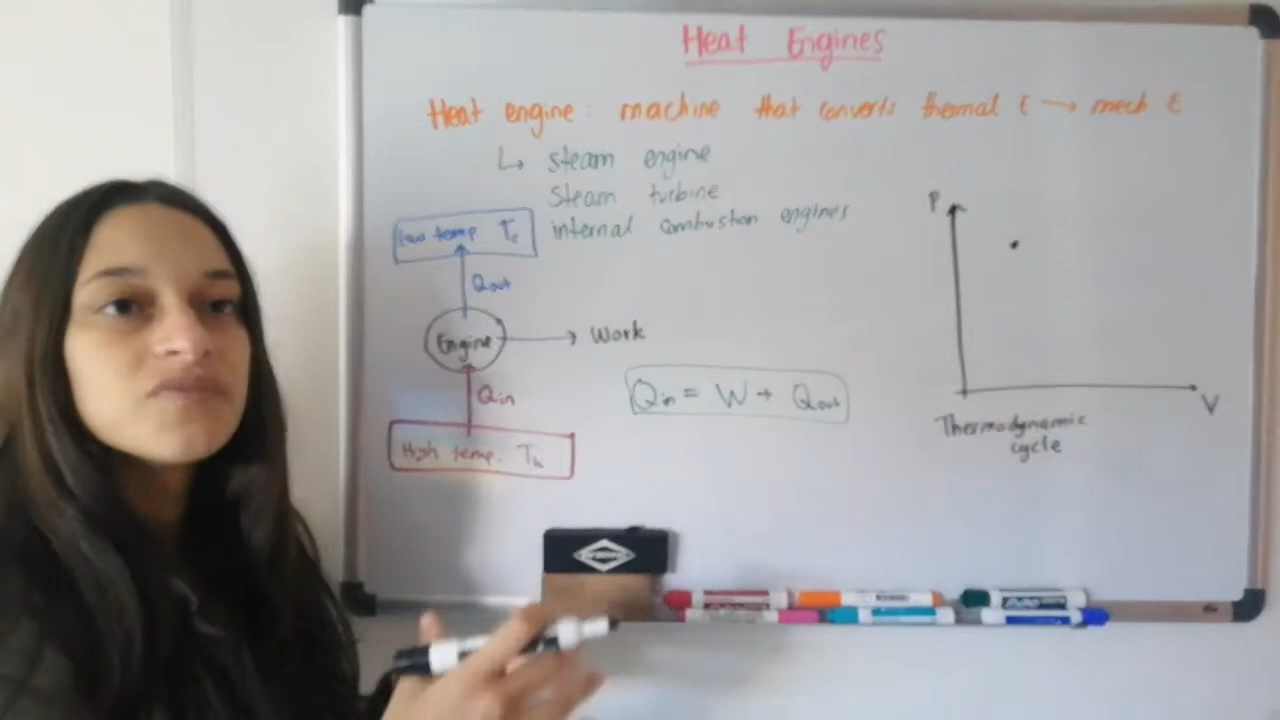 Heat Engines
Heat engine: machine that converts thermal E → mech E
↳ steam engine
Steam turbine
internal combustion engines
low temp Tc
Qout
Engine → Work
Qin
High temp. Th
Qin = W + Qout
P
V
Thermodynamic
cycle